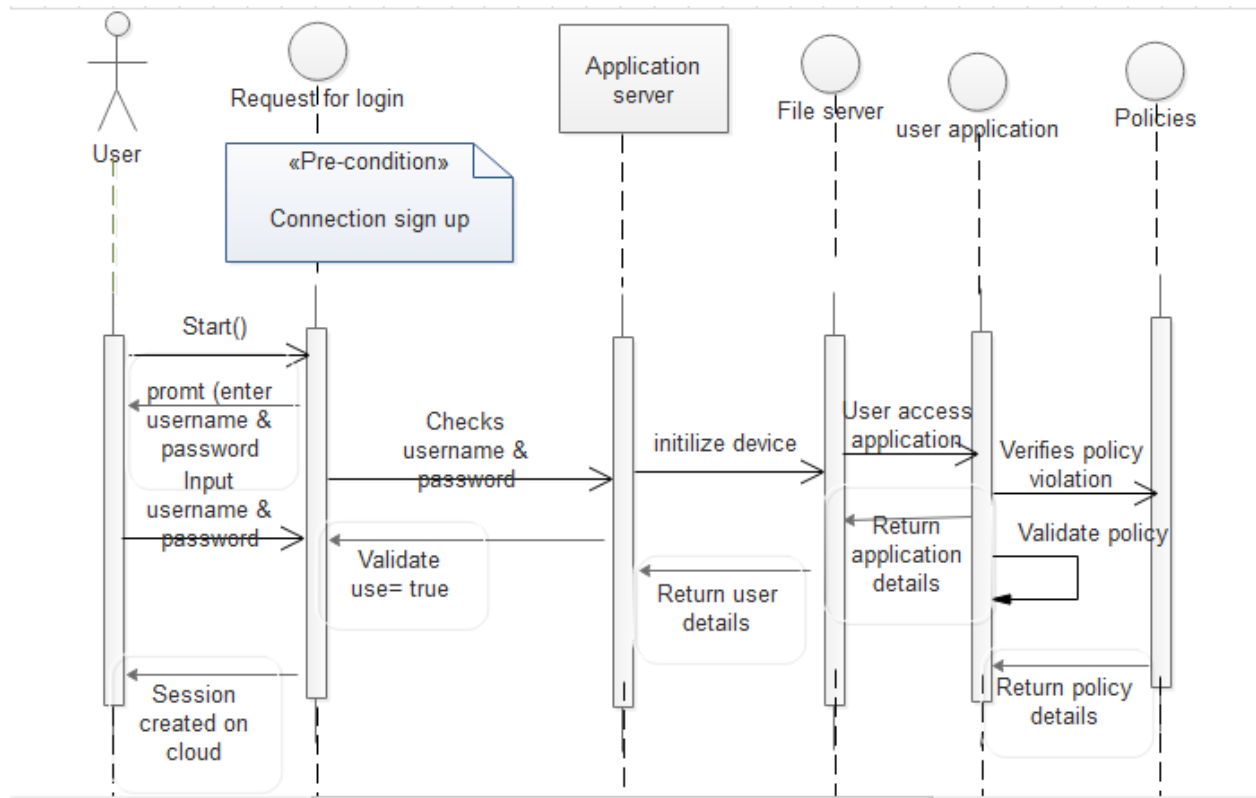 User
Request for login
Application
server
File server
user application
Policies
«Pre-condition»
Connection sign up
Start()
promt (enter
username &
password
Input
username &
password
Checks
username &
password
Validate
use= true
initilize device
Return user
details
User access
application
Return
application
details
Verifies policy
violation
Validate policy
Return policy
details
Session
created on
cloud